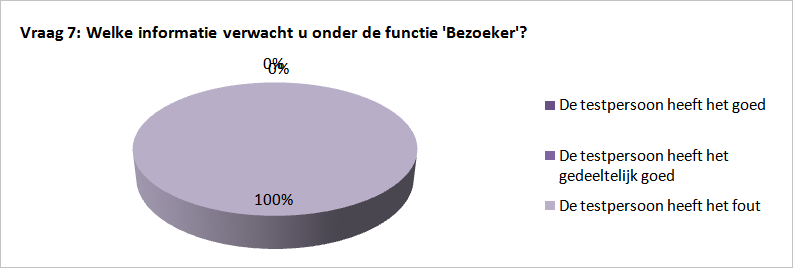 Vraag 7: Welke informatie verwacht u onder de functie 'Bezoeker'?
0%
0%
100%
De testpersoon heeft het goed
De testpersoon heeft het
gedeeltelijk goed
De testpersoon heeft het fout